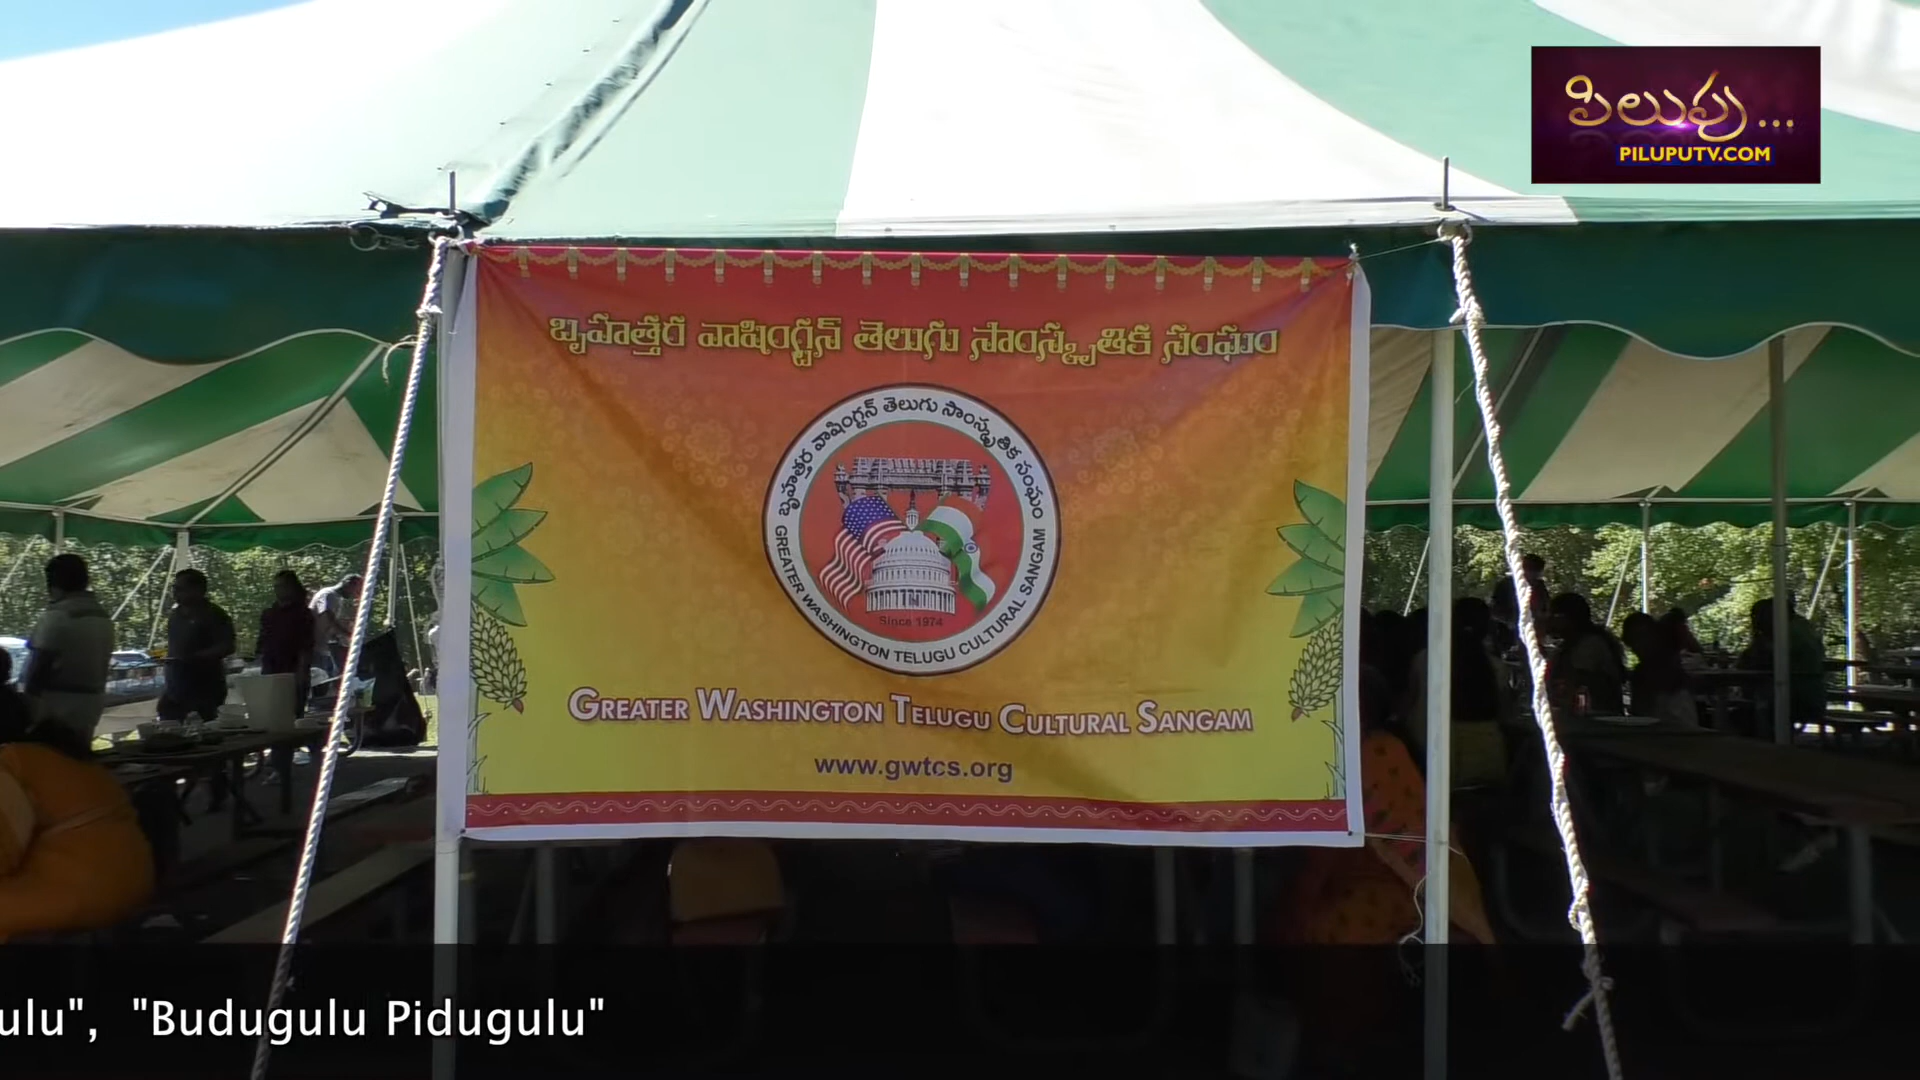 పిలుపు...
PILUPUTV.COM
బృహత్తర వాషింగ్టన్ తెలుగు సాంస్కృతిక సంఘం
బృహత్తర వాషింగ్టన్ తెలుగు సాంస్కృతిక సంఘం
Since 1974
GREATER WASHINGTON TELUGU CULTURAL SANGAM
GREATER WASHINGTON TELUGU CULTURAL SANGAM
www.gwtcs.org
ulu", "Budugulu Pidugulu"